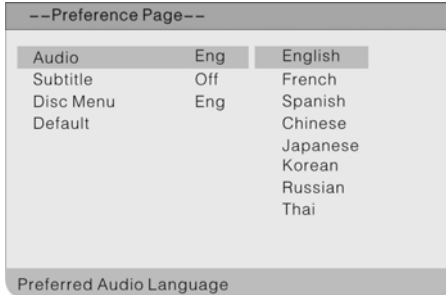 --Preference Page--
Audio Eng English
Subtitle Off French
Disc Menu Eng Spanish
Default Chinese
Japanese
Korean
Russian
Thai
Preferred Audio Language